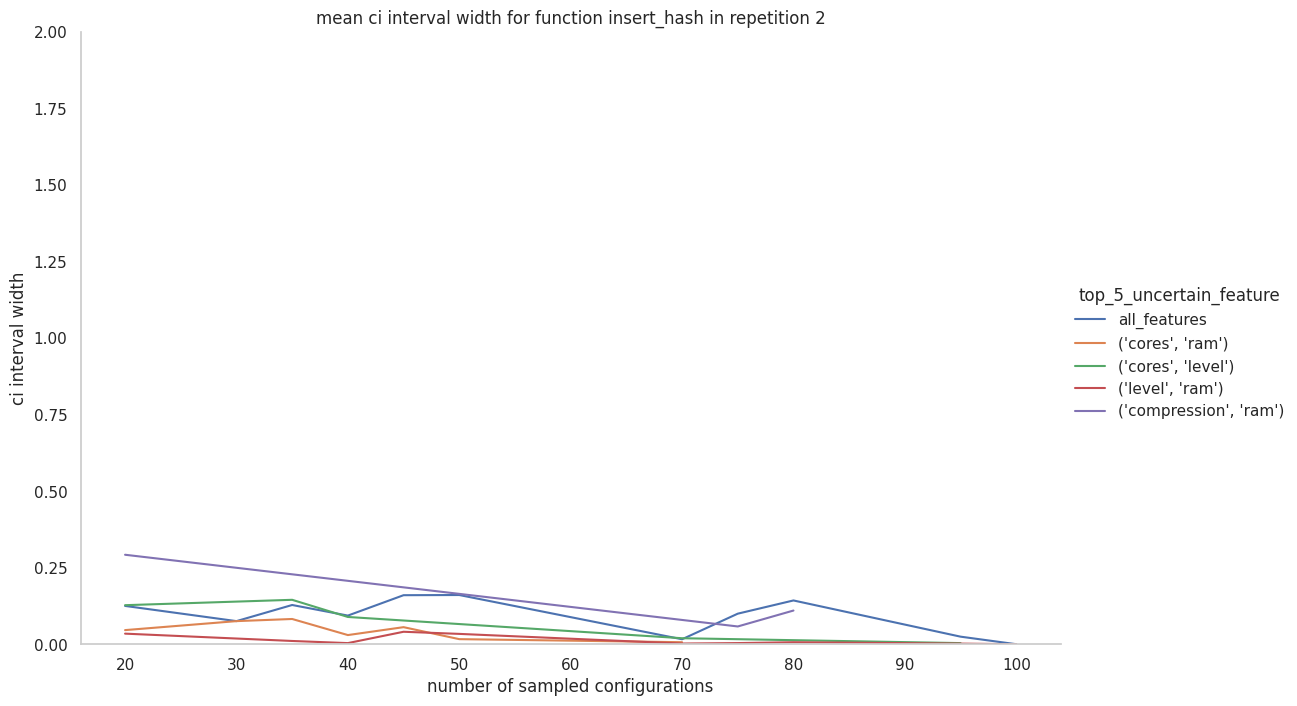 mean ci interval width for function insert_hash in repetition 2
2.00
1.75
1.50
1.25
1.00
0.75
0.50
0.25
0.00
ci interval width
20 30 40 50 60 70 80 90 100
number of sampled configurations
top_5_uncertain_feature
all_features
('cores', 'ram')
('cores', 'level')
('level', 'ram')
('compression', 'ram')